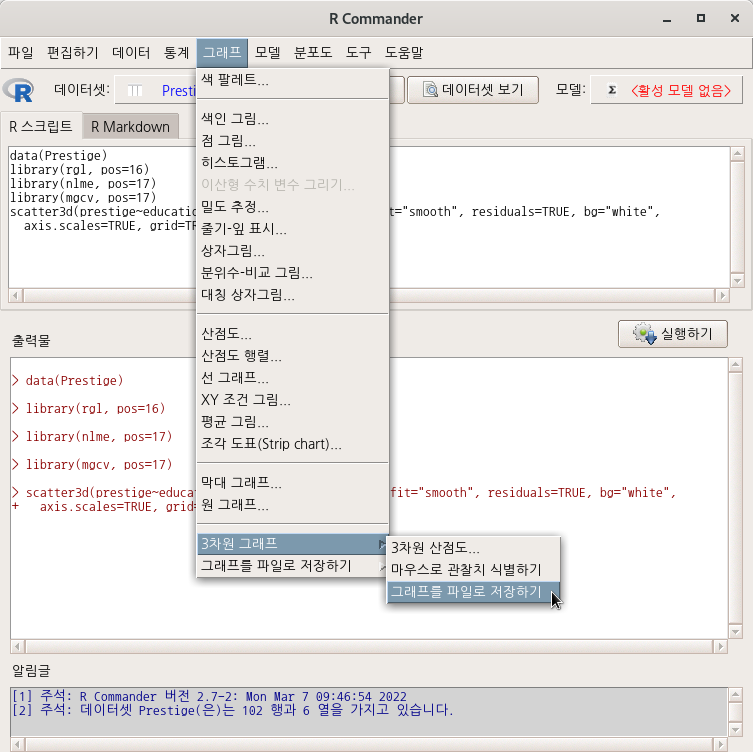 R Commander
파일 편집하기 데이터 통계 그래프 모델 분포도 도구 도움말
데이터셋: Presti 데이터셋 보기 모델: Σ <활성 모델 없음>
R 스크립트 R Markdown
data(Prestige)
library(rgl, pos=16)
library(nlme, pos=17)
library(mgcv, pos=17)
scatter3d(prestige~educatio t="smooth", residuals=TRUE, bg="white",
axis.scales=TRUE, grid=T
색 팔레트...
색인 그림...
점 그림...
히스토그램...
이산형 수치 변수 그리기...
밀도 추정...
줄기-잎 표시...
상자그림...
분위수-비교 그림...
대칭 상자그림...
산점도...
산점도 행렬...
선 그래프...
XY 조건 그림...
평균 그림...
조각 도표(Strip chart)...
막대 그래프...
원 그래프...
3차원 그래프
그래프를 파일로 저장하기
3차원 산점도...
마우스로 관찰치 식별하기
그래프를 파일로 저장하기
출력물 실행하기
> data(Prestige)
> library(rgl, pos=16)
> library(nlme, pos=17)
> library(mgcv, pos=17)
> scatter3d(prestige~educa fit="smooth", residuals=TRUE, bg="white",
+ axis.scales=TRUE, grid=
알림글
[1] 주석: R Commander 버전 2.7-2: Mon Mar 7 09:46:54 2022
[2] 주석: 데이터셋 Prestige(은)는 102 행과 6 열을 가지고 있습니다.